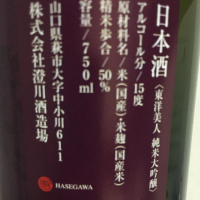 日本酒
〈東洋美人 純米大吟醸〉
アルコール分/15度
原材料名/米(国産)・米麹(国産米)
精米歩合/50%
容量/750ml
山口県萩市大字中小川611
株式会社澄川酒造場
HASEGAWA